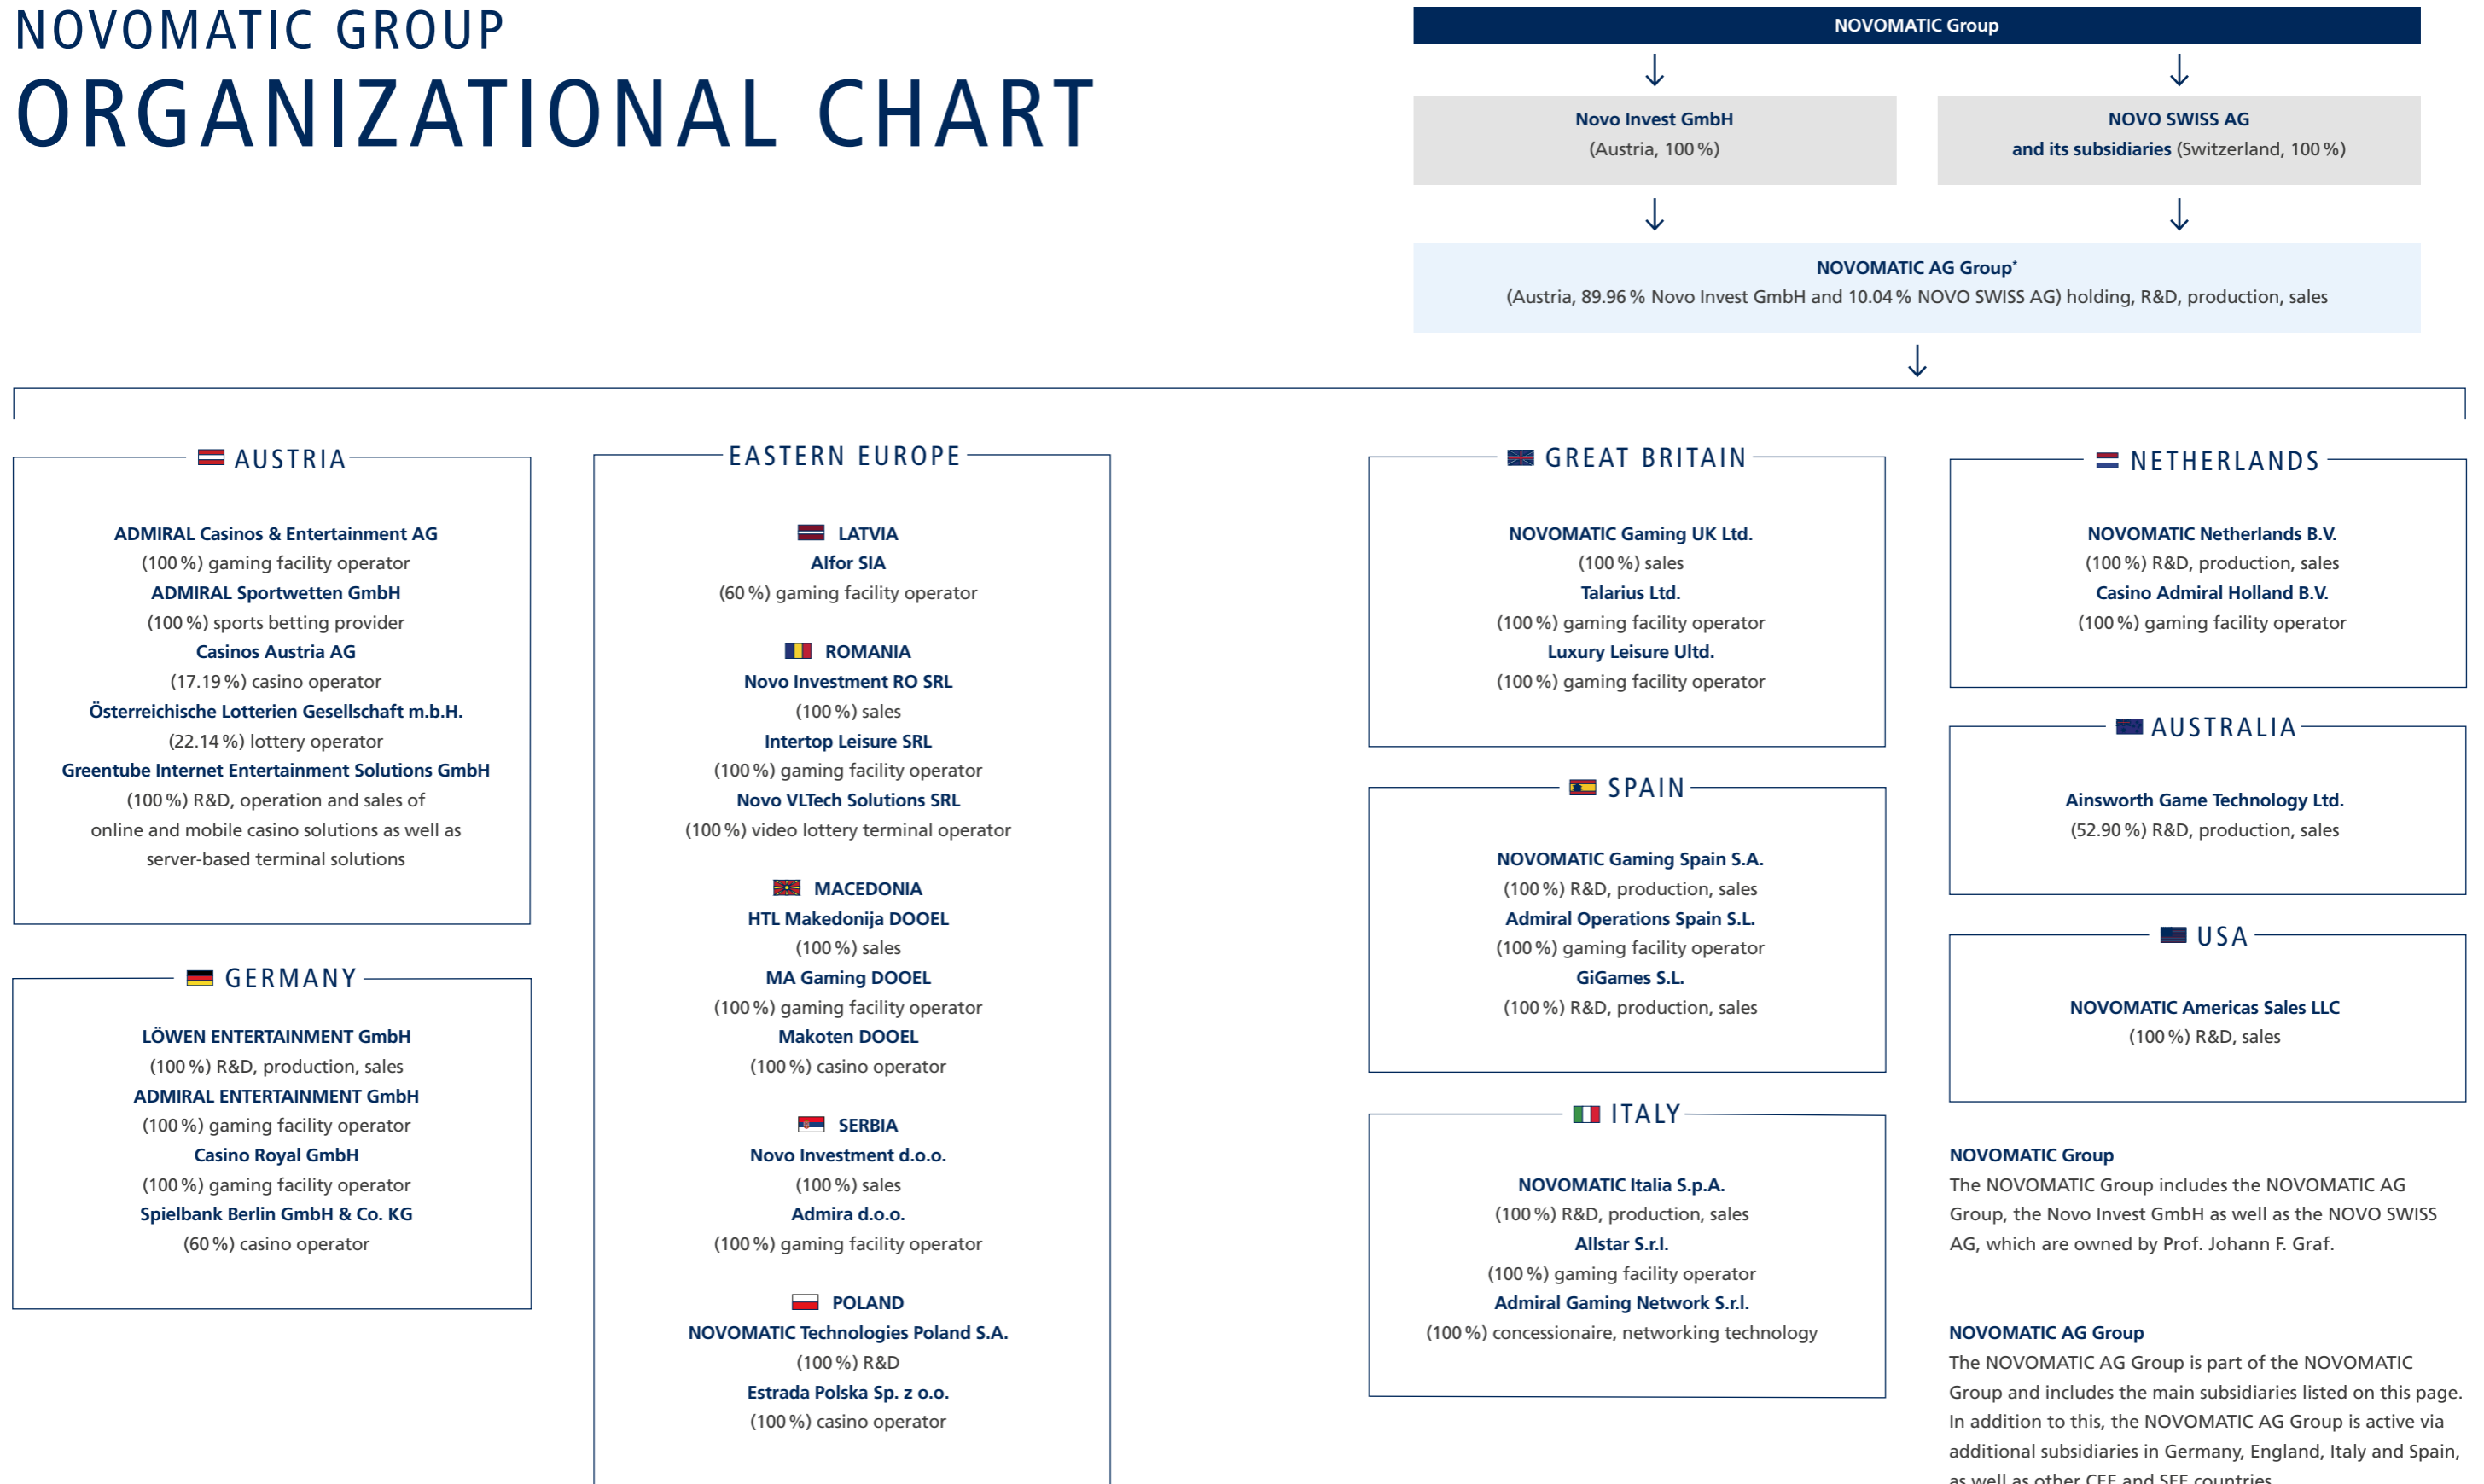 NOVOMATIC GROUP
ORGANIZATIONAL CHART
NOVOMATIC Group
Novo Invest GmbH
(Austria, 100 %)
NOVO SWISS AG
and its subsidiaries (Switzerland, 100 %)
NOVOMATIC AG Group*
(Austria, 89.96 % Novo Invest GmbH and 10.04 % NOVO SWISS AG) holding, R&D, production, sales
AUSTRIA
ADMIRAL Casinos & Entertainment AG
(100 %) gaming facility operator
ADMIRAL Sportwetten GmbH
(100 %) sports betting provider
Casinos Austria AG
(17.19 %) casino operator
Österreichische Lotterien Gesellschaft m.b.H.
(22.14 %) lottery operator
Greentube Internet Entertainment Solutions GmbH
(100 %) R&D, operation and sales of
online and mobile casino solutions as well as
server-based terminal solutions
GERMANY
LÖWEN ENTERTAINMENT GmbH
(100 %) R&D, production, sales
ADMIRAL ENTERTAINMENT GmbH
(100 %) gaming facility operator
Casino Royal GmbH
(100 %) gaming facility operator
Spielbank Berlin GmbH & Co. KG
(60 %) casino operator
EASTERN EUROPE
LATVIA
Alfor SIA
(60 %) gaming facility operator
ROMANIA
Novo Investment RO SRL
(100 %) sales
Intertop Leisure SRL
(100 %) gaming facility operator
Novo VLTech Solutions SRL
(100 %) video lottery terminal operator
MACEDONIA
HTL Makedonija DOOEL
(100 %) sales
MA Gaming DOOEL
(100 %) gaming facility operator
Makoten DOOEL
(100 %) casino operator
SERBIA
Novo Investment d.o.o.
(100 %) sales
Admira d.o.o.
(100 %) gaming facility operator
POLAND
NOVOMATIC Technologies Poland S.A.
(100 %) R&D
Estrada Polska Sp. z o.o.
(100 %) casino operator
GREAT BRITAIN
NOVOMATIC Gaming UK Ltd.
(100 %) sales
Talarius Ltd.
(100 %) gaming facility operator
Luxury Leisure Ultd.
(100 %) gaming facility operator
SPAIN
NOVOMATIC Gaming Spain S.A.
(100 %) R&D, production, sales
Admiral Operations Spain S.L.
(100 %) gaming facility operator
GiGames S.L.
(100 %) R&D, production, sales
ITALY
NOVOMATIC Italia S.p.A.
(100 %) R&D, production, sales
Allstar S.r.l.
(100 %) gaming facility operator
Admiral Gaming Network S.r.l.
(100 %) concessionaire, networking technology
NETHERLANDS
NOVOMATIC Netherlands B.V.
(100 %) R&D, production, sales
Casino Admiral Holland B.V.
(100 %) gaming facility operator
AUSTRALIA
Ainsworth Game Technology Ltd.
(52.90 %) R&D, production, sales
USA
NOVOMATIC Americas Sales LLC
(100 %) R&D, sales
NOVOMATIC Group
The NOVOMATIC Group includes the NOVOMATIC AG
Group, the Novo Invest GmbH as well as the NOVO SWISS
AG, which are owned by Prof. Johann F. Graf.
NOVOMATIC AG Group
The NOVOMATIC AG Group is part of the NOVOMATIC
Group and includes the main subsidiaries listed on this page.
In addition to this, the NOVOMATIC AG Group is active via
additional subsidiaries in Germany, England, Italy and Spain,
as well as other CEE and SEE countries.